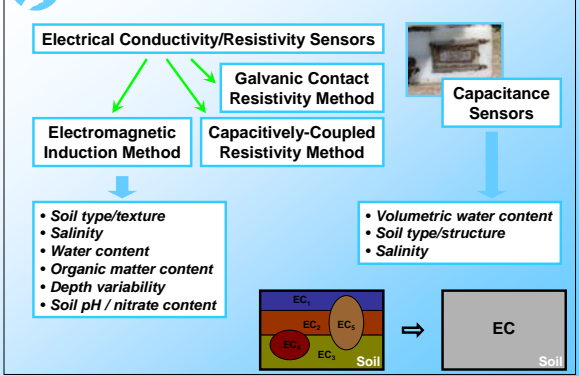 Electrical Conductivity/Resistivity Sensors
Galvanic Contact
Resistivity Method
Capacitance
Sensors
Electromagnetic
Induction Method
Capacitively-Coupled
Resistivity Method
• Soil type/texture
• Salinity
• Water content
• Organic matter content
• Depth variability
• Soil pH / nitrate content
• Volumetric water content
• Soil type/structure
• Salinity
EC1
EC2
EC5
EC3
Soil
⇨
EC
Soil